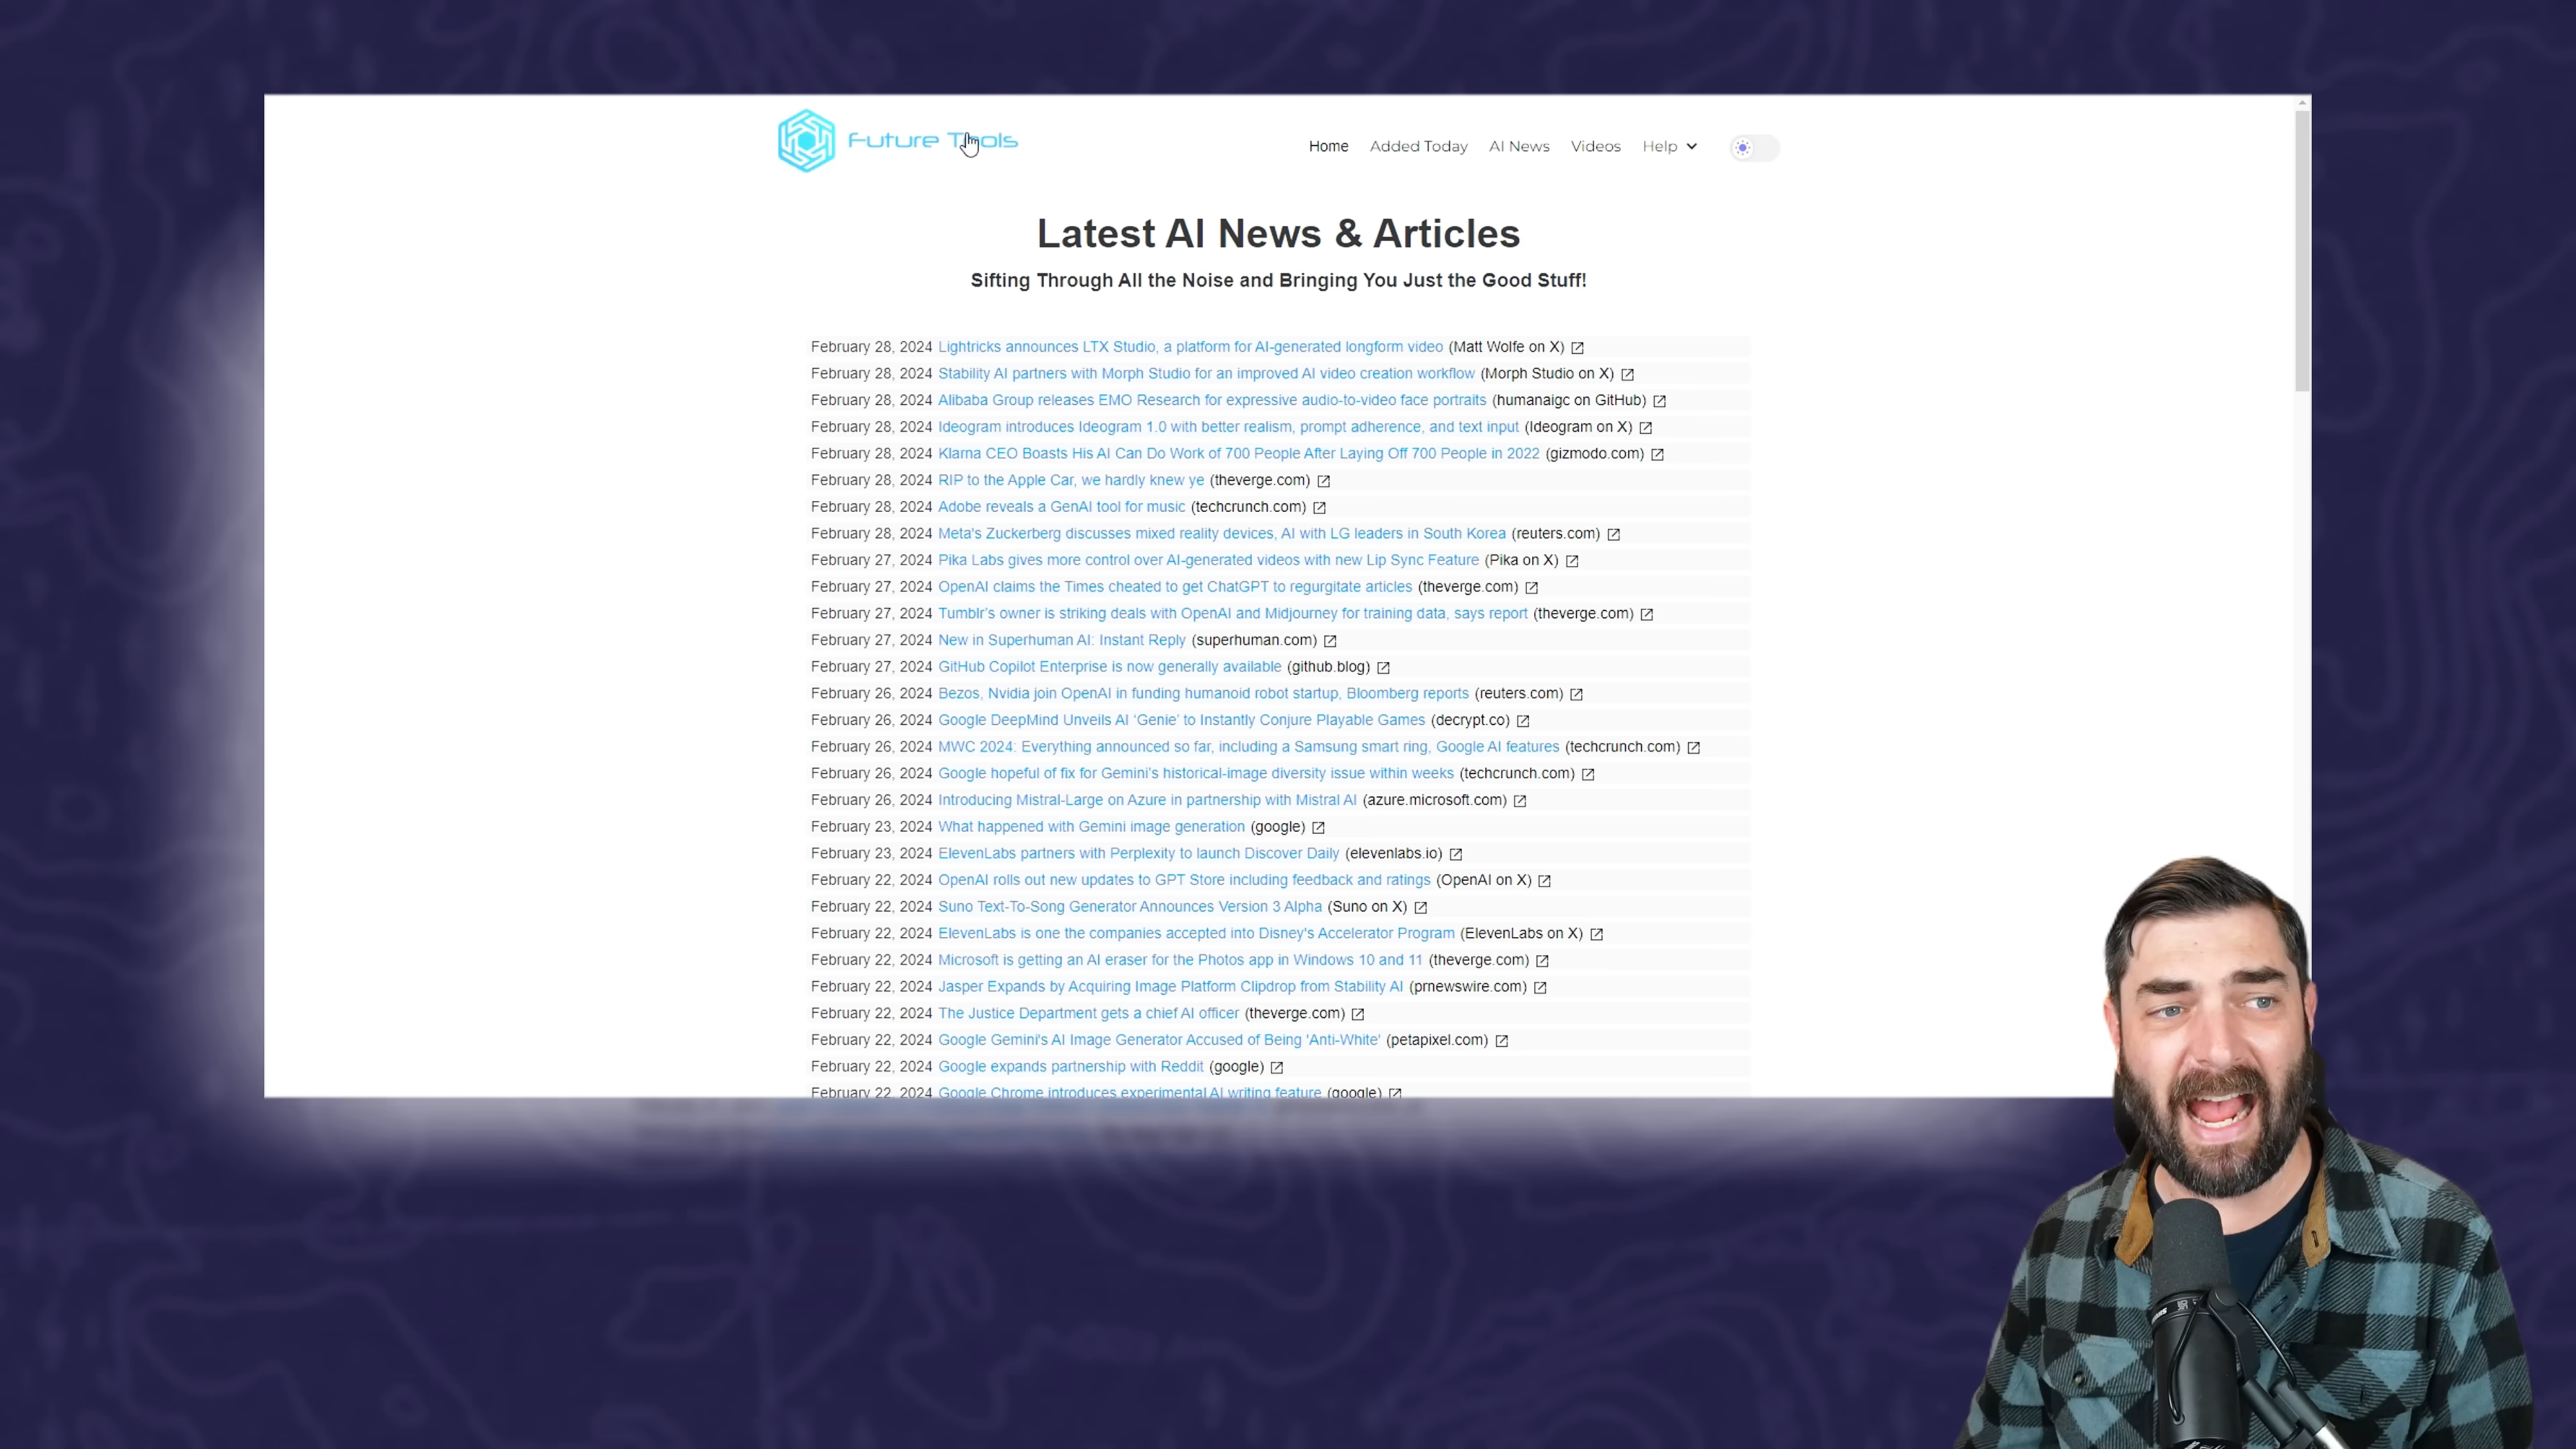 Future Tools
Home Added Today AI News Videos Help
Latest AI News & Articles
Sifting Through All the Noise and Bringing You Just the Good Stuff!
February 28, 2024 Lightricks announces LTX Studio, a platform for AI-generated longform video (Matt Wolfe on X)
February 28, 2024 Stability AI partners with Morph Studio for an improved AI video creation workflow (Morph Studio on X)
February 28, 2024 Alibaba Group releases EMO Research for expressive audio-to-video face portraits (humanaigc on GitHub)
February 28, 2024 Ideogram introduces Ideogram 1.0 with better realism, prompt adherence, and text input (Ideogram on X)
February 28, 2024 Klarna CEO Boasts His AI Can Do Work of 700 People After Laying Off 700 People in 2022 (gizmodo.com)
February 28, 2024 RIP to the Apple Car, we hardly knew ye (theverge.com)
February 28, 2024 Adobe reveals a GenAI tool for music (techcrunch.com)
February 28, 2024 Meta's Zuckerberg discusses mixed reality devices, AI with LG leaders in South Korea (reuters.com)
February 27, 2024 Pika Labs gives more control over AI-generated videos with new Lip Sync Feature (Pika on X)
February 27, 2024 OpenAI claims the Times cheated to get ChatGPT to regurgitate articles (theverge.com)
February 27, 2024 Tumblr’s owner is striking deals with OpenAI and Midjourney for training data, says report (theverge.com)
February 27, 2024 New in Superhuman AI: Instant Reply (superhuman.com)
February 27, 2024 GitHub Copilot Enterprise is now generally available (github.blog)
February 26, 2024 Bezos, Nvidia join OpenAI in funding humanoid robot startup, Bloomberg reports (reuters.com)
February 26, 2024 Google DeepMind Unveils AI ‘Genie’ to Instantly Conjure Playable Games (decrypt.co)
February 26, 2024 MWC 2024: Everything announced so far, including a Samsung smart ring, Google AI features (techcrunch.com)
February 26, 2024 Google hopeful of fix for Gemini’s historical-image diversity issue within weeks (techcrunch.com)
February 26, 2024 Introducing Mistral-Large on Azure in partnership with Mistral AI (azure.microsoft.com)
February 23, 2024 What happened with Gemini image generation (google)
February 23, 2024 ElevenLabs partners with Perplexity to launch Discover Daily (elevenlabs.io)
February 22, 2024 OpenAI rolls out new updates to GPT Store including feedback and ratings (OpenAI on X)
February 22, 2024 Suno Text-To-Song Generator Announces Version 3 Alpha (Suno on X)
February 22, 2024 ElevenLabs is one the companies accepted into Disney's Accelerator Program (ElevenLabs on X)
February 22, 2024 Microsoft is getting an AI eraser for the Photos app in Windows 10 and 11 (theverge.com)
February 22, 2024 Jasper Expands by Acquiring Image Platform Clipdrop from Stability AI (prnewswire.com)
February 22, 2024 The Justice Department gets a chief AI officer (theverge.com)
February 22, 2024 Google Gemini's AI Image Generator Accused of Being 'Anti-White' (petapixel.com)
February 22, 2024 Google expands partnership with Reddit (google)
February 22, 2024 Google Chrome introduces experimental AI writing feature (google)